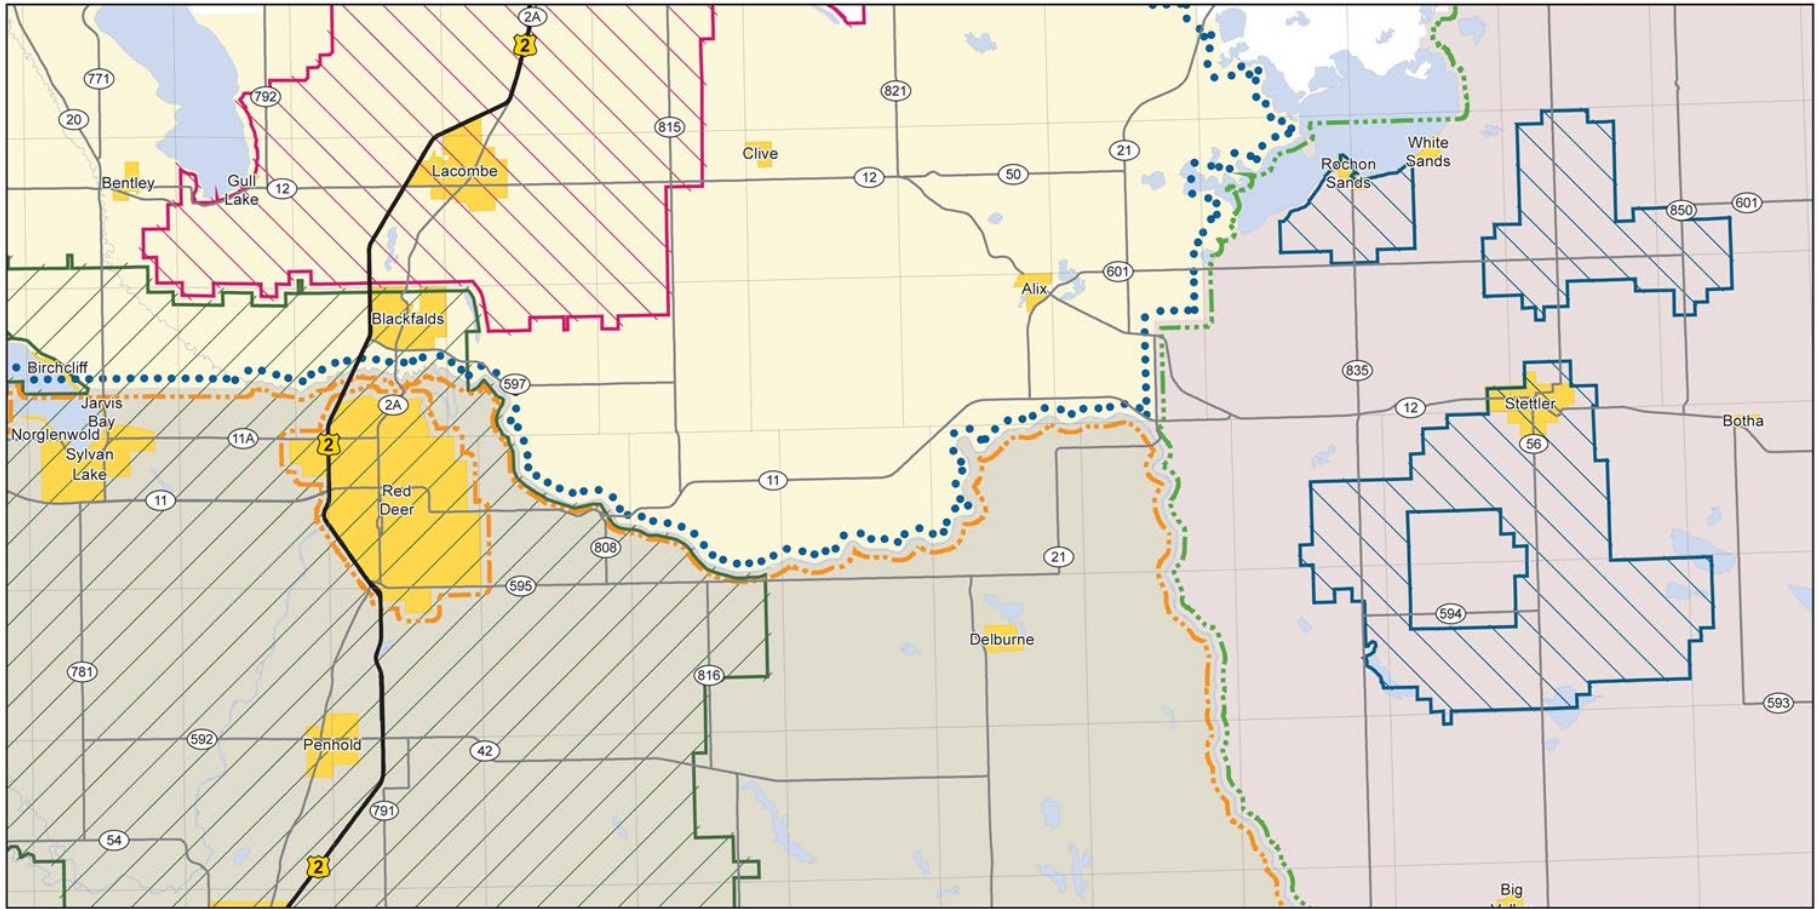 2A
2
771
792
821
20
815
White
Sands
Clive
21
Rochon
Sands
Lacombe
Bentley
Gull
Lake
12
12
50
850
601
601
Alix
Blackfalds
Birchcliff
835
597
2A
Jarvis
Bay
12
Stettler
Norglenwold
11A
2
Botha
56
Sylvan
Lake
11
11
Red
Deer
808
21
595
594
Delburne
781
816
593
592
Penhold
42
791
54
2
Big